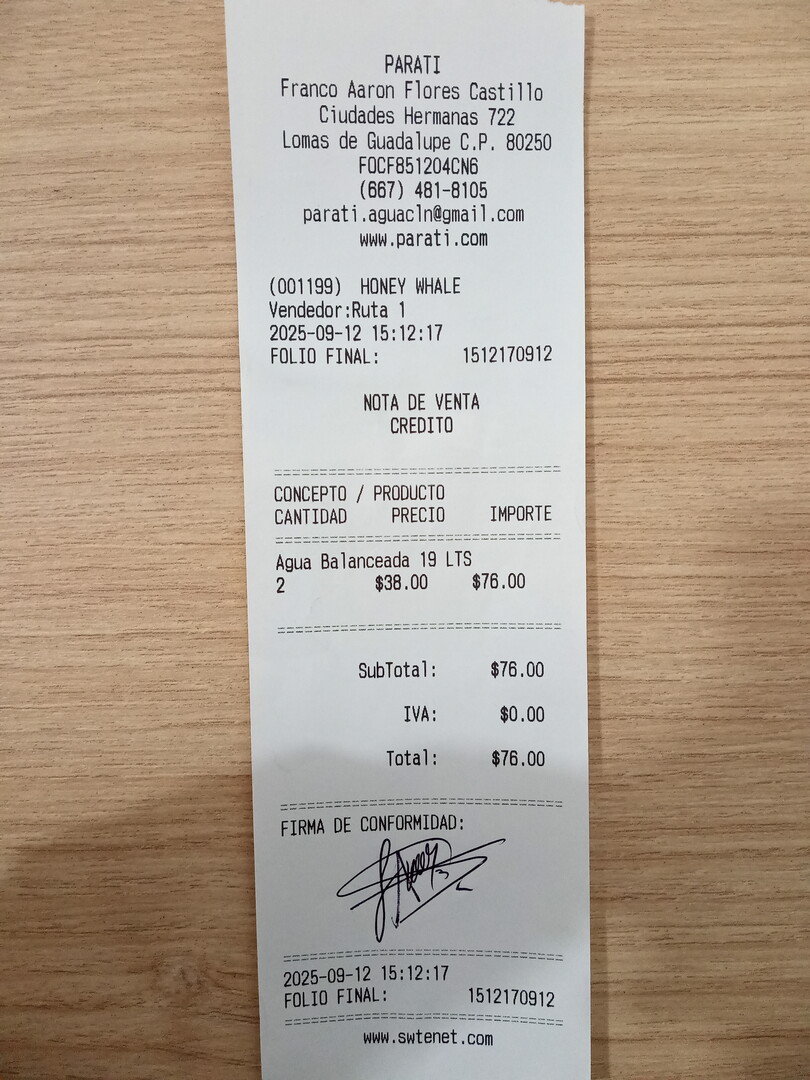 PARATI
Franco Aaron Flores Castillo
Ciudades Hermanas 722
Lomas de Guadalupe C.P. 80250
FOCF851204CN6
(667) 481-8105
parati.aguacln@gmail.com
www.parati.com
(001199) HONEY WHALE
Vendedor:Ruta 1
2025-09-12 15:12:17
FOLIO FINAL: 1512170912
NOTA DE VENTA
CREDITO
CONCEPTO / PRODUCTO
CANTIDAD PRECIO IMPORTE
Agua Balanceada 19 LTS
2 $38.00 $76.00
SubTotal: $76.00
IVA: $0.00
Total: $76.00
FIRMA DE CONFORMIDAD:
2025-09-12 15:12:17
FOLIO FINAL: 1512170912
www.swtenet.com